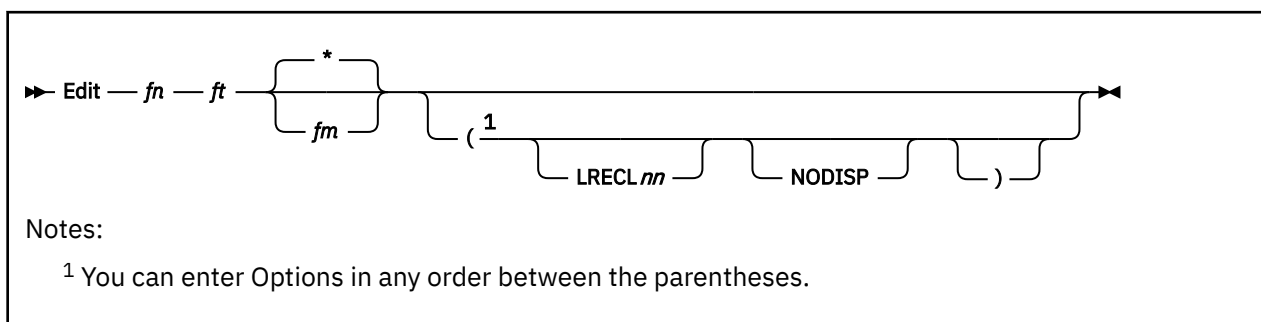 *
Edit fn ft
fm
( 1
LRECL nn NODISP )
Notes:
1 You can enter Options in any order between the parentheses.